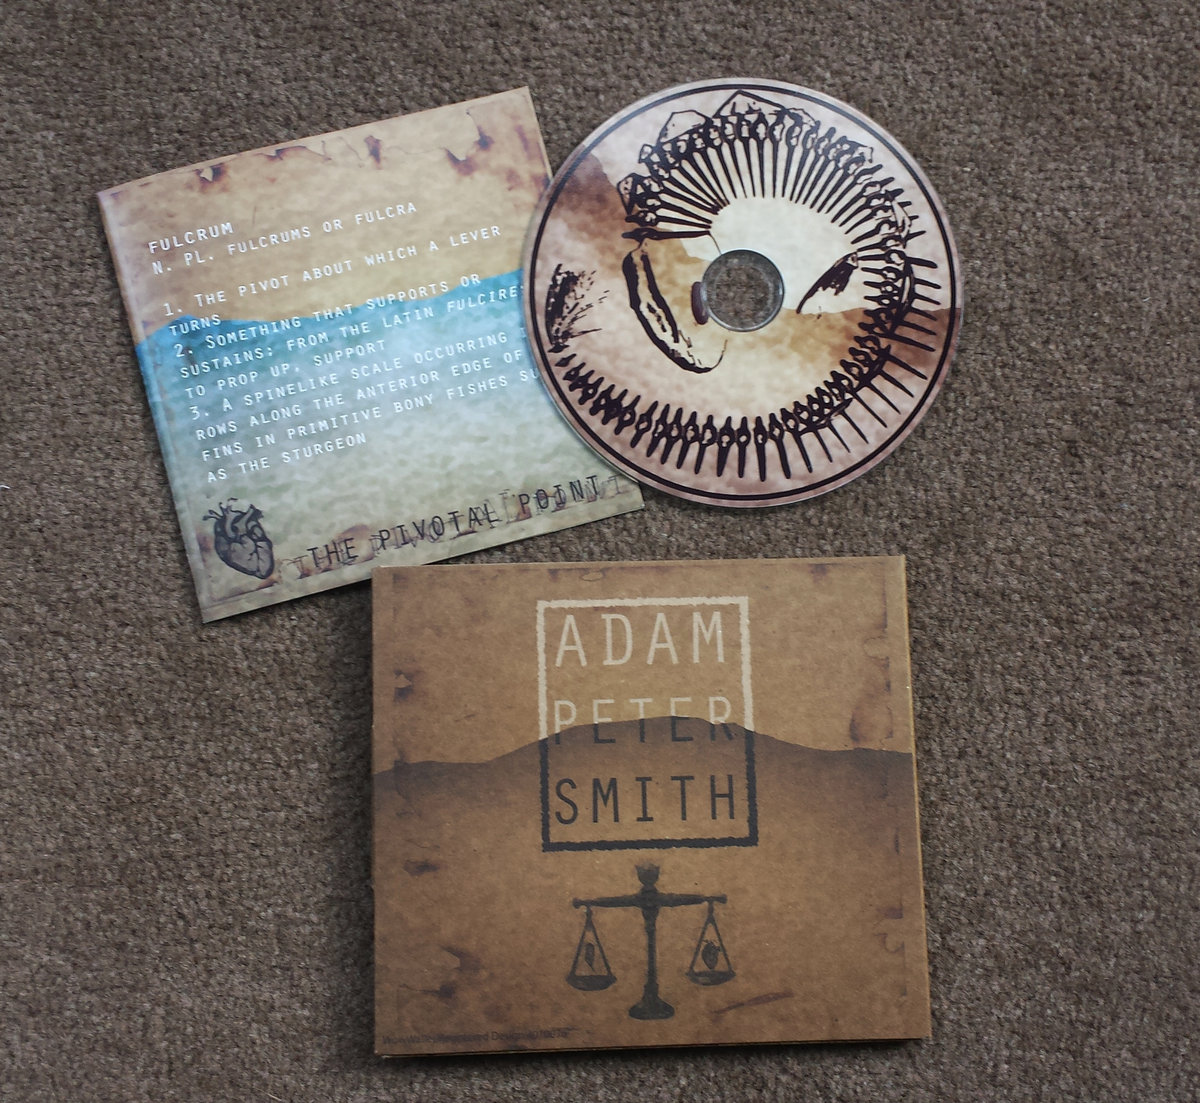 FULCRUM
N. PL. FULCRUMS OR FULCRA
1. THE PIVOT ABOUT WHICH A LEVER
TURNS
2. SOMETHING THAT SUPPORTS OR
SUSTAINS; FROM THE LATIN FULCIRE:
TO PROP UP, SUPPORT
3. A SPINELIKE SCALE OCCURRING
ROWS ALONG THE ANTERIOR EDGE OF
FINS IN PRIMITIVE BONY FISHES
AS THE STURGEON
THE PIVOTAL POINT
ADAM
PETER
SMITH